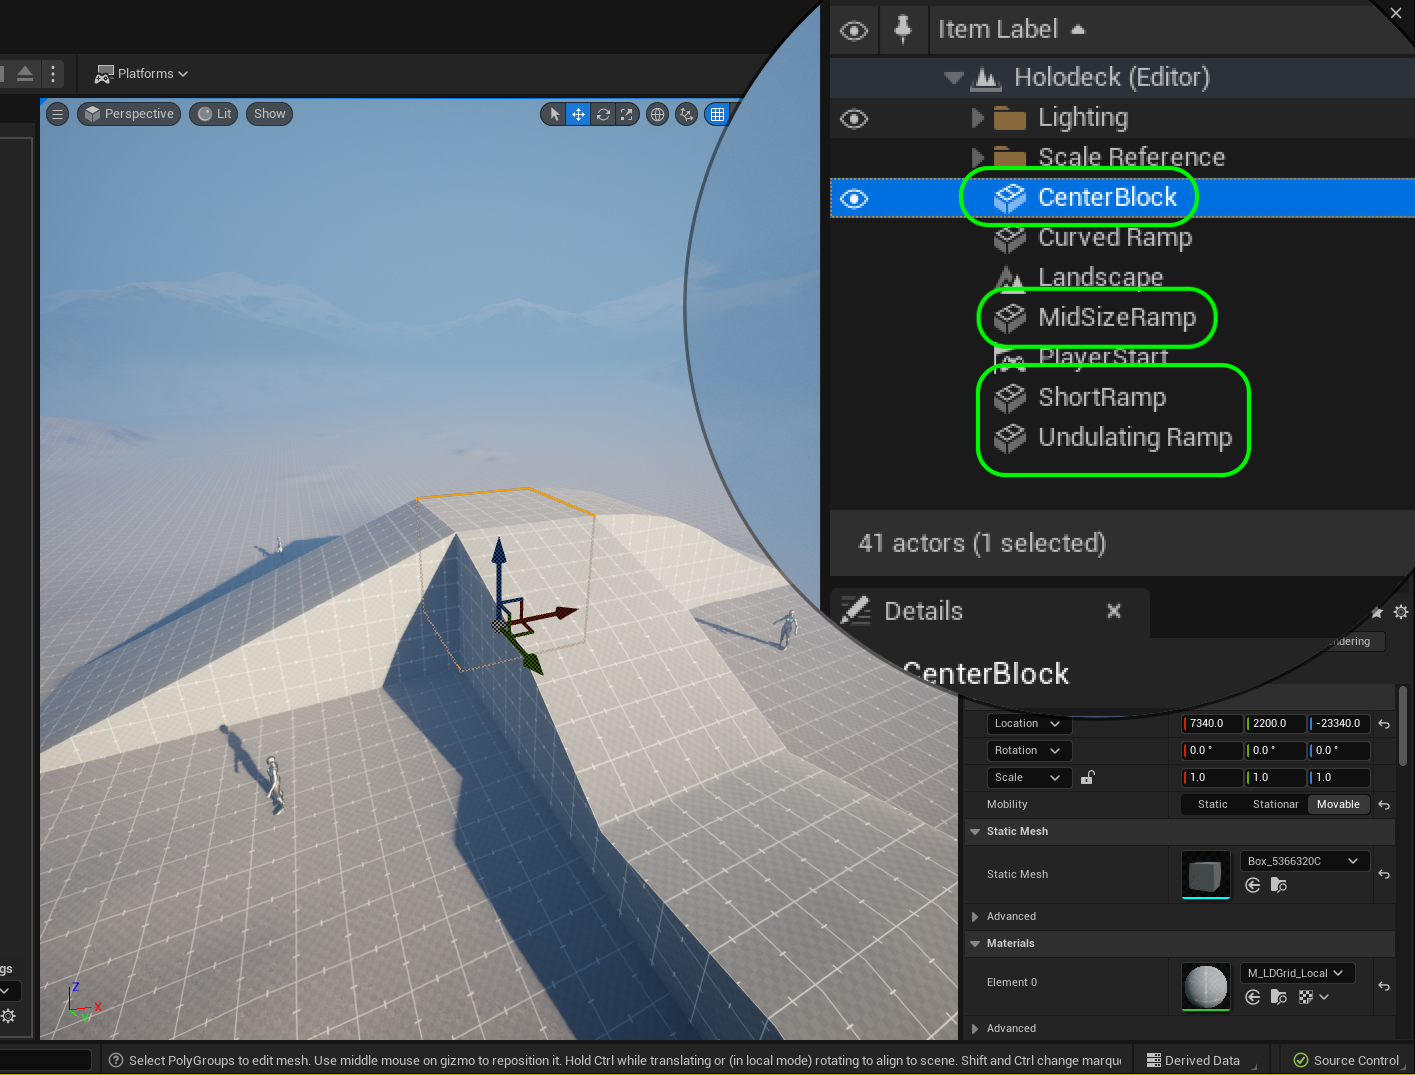 Item Label
Platforms
Holodeck (Editor)
Perspective
Lit
Show
Lighting
Scale Reference
CenterBlock
Curved Ramp
Landscape
MidSizeRamp
PlayerStart
ShortRamp
Undulating Ramp
41 actors (1 selected)
Details
CenterBlock
Location 7340.0 2200.0 -23340.0
Rotation 0.0 ° 0.0 ° 0.0 °
Scale 1.0 1.0 1.0
Mobility Static Stationar Movable
Static Mesh
Static Mesh Box_5366320C
Advanced
Materials
Element 0 M_LDGrid_Local
Advanced
Z
X
Select PolyGroups to edit mesh. Use middle mouse on gizmo to reposition it. Hold Ctrl while translating or (in local mode) rotating to align to scene. Shift and Ctrl change marqu
Derived Data
Source Control